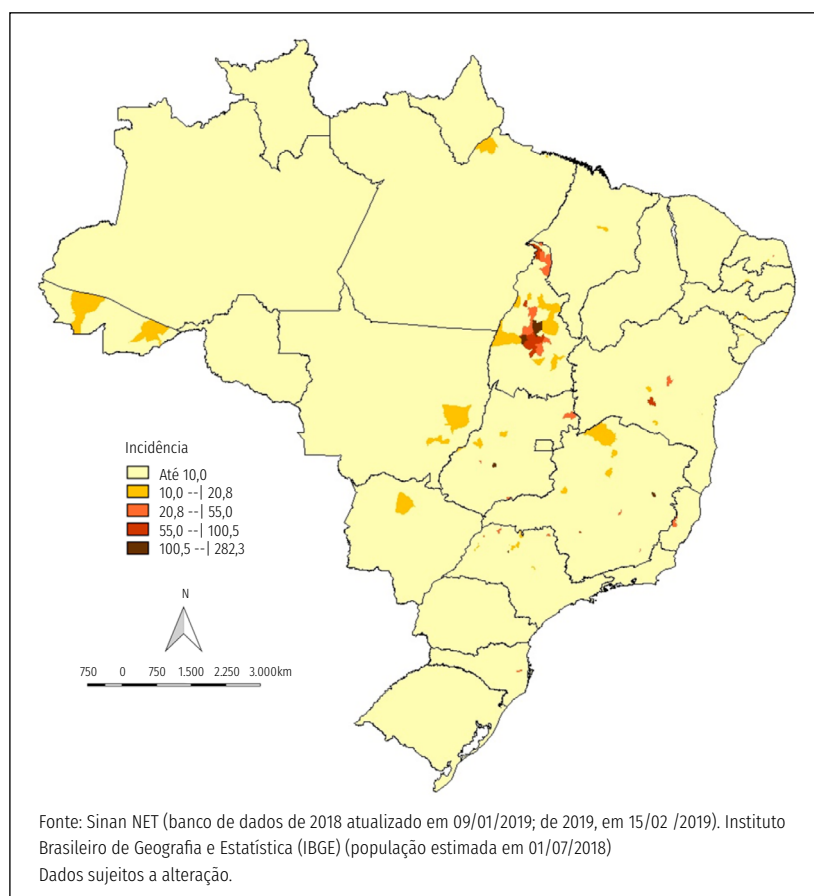 Incidência
Até 10,0
10,0 --| 20,8
20,8 --| 55,0
55,0 --| 100,5
100,5 --| 282,3
N
750 0 750 1.500 2.250 3.000km
Fonte: Sinan NET (banco de dados de 2018 atualizado em 09/01/2019; de 2019, em 15/02 /2019). Instituto
Brasileiro de Geografia e Estatística (IBGE) (população estimada em 01/07/2018)
Dados sujeitos a alteração.